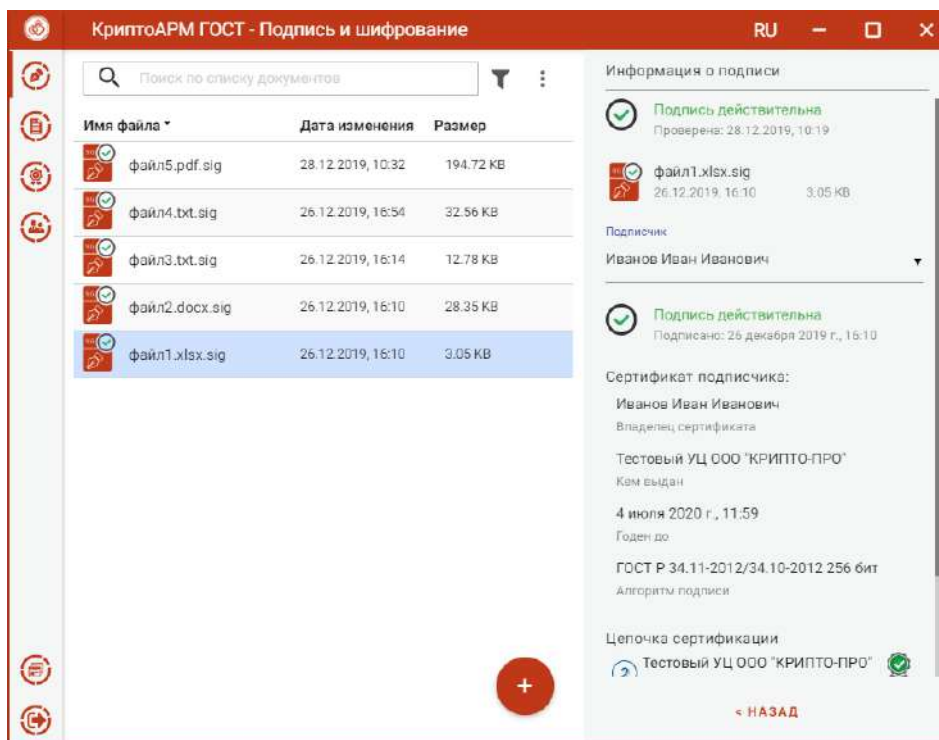 КриптоАРМ ГОСТ - Подпись и шифрование
RU
Поиск по списку документов
Имя файла
Дата изменения
Размер
файл5.pdf.sig
28.12.2019, 10:32
194.72 KB
файл4.txt.sig
26.12.2019, 16:54
32.56 KB
файл3.txt.sig
26.12.2019, 16:14
12.78 KB
файл2.docx.sig
26.12.2019, 16:10
28.35 KB
файл1.xlsx.sig
26.12.2019, 16:10
3.05 KB
Информация о подписи
Подпись действительна
Проверена: 28.12.2019, 10:19
файл1.xlsx.sig
26.12.2019, 16:10
3.05 KB
Подписчик
Иванов Иван Иванович
Подпись действительна
Подписано: 26 декабря 2019 г., 16:10
Сертификат подписчика:
Иванов Иван Иванович
Владелец сертификата
Тестовый УЦ ООО "КРИПТО-ПРО"
Кем выдан
4 июля 2020 г., 11:59
Годен до
ГОСТ Р 34.11-2012/34.10-2012 256 бит
Алгоритм подписи
Цепочка сертификации
2 Тестовый УЦ ООО "КРИПТО-ПРО"
< НАЗАД